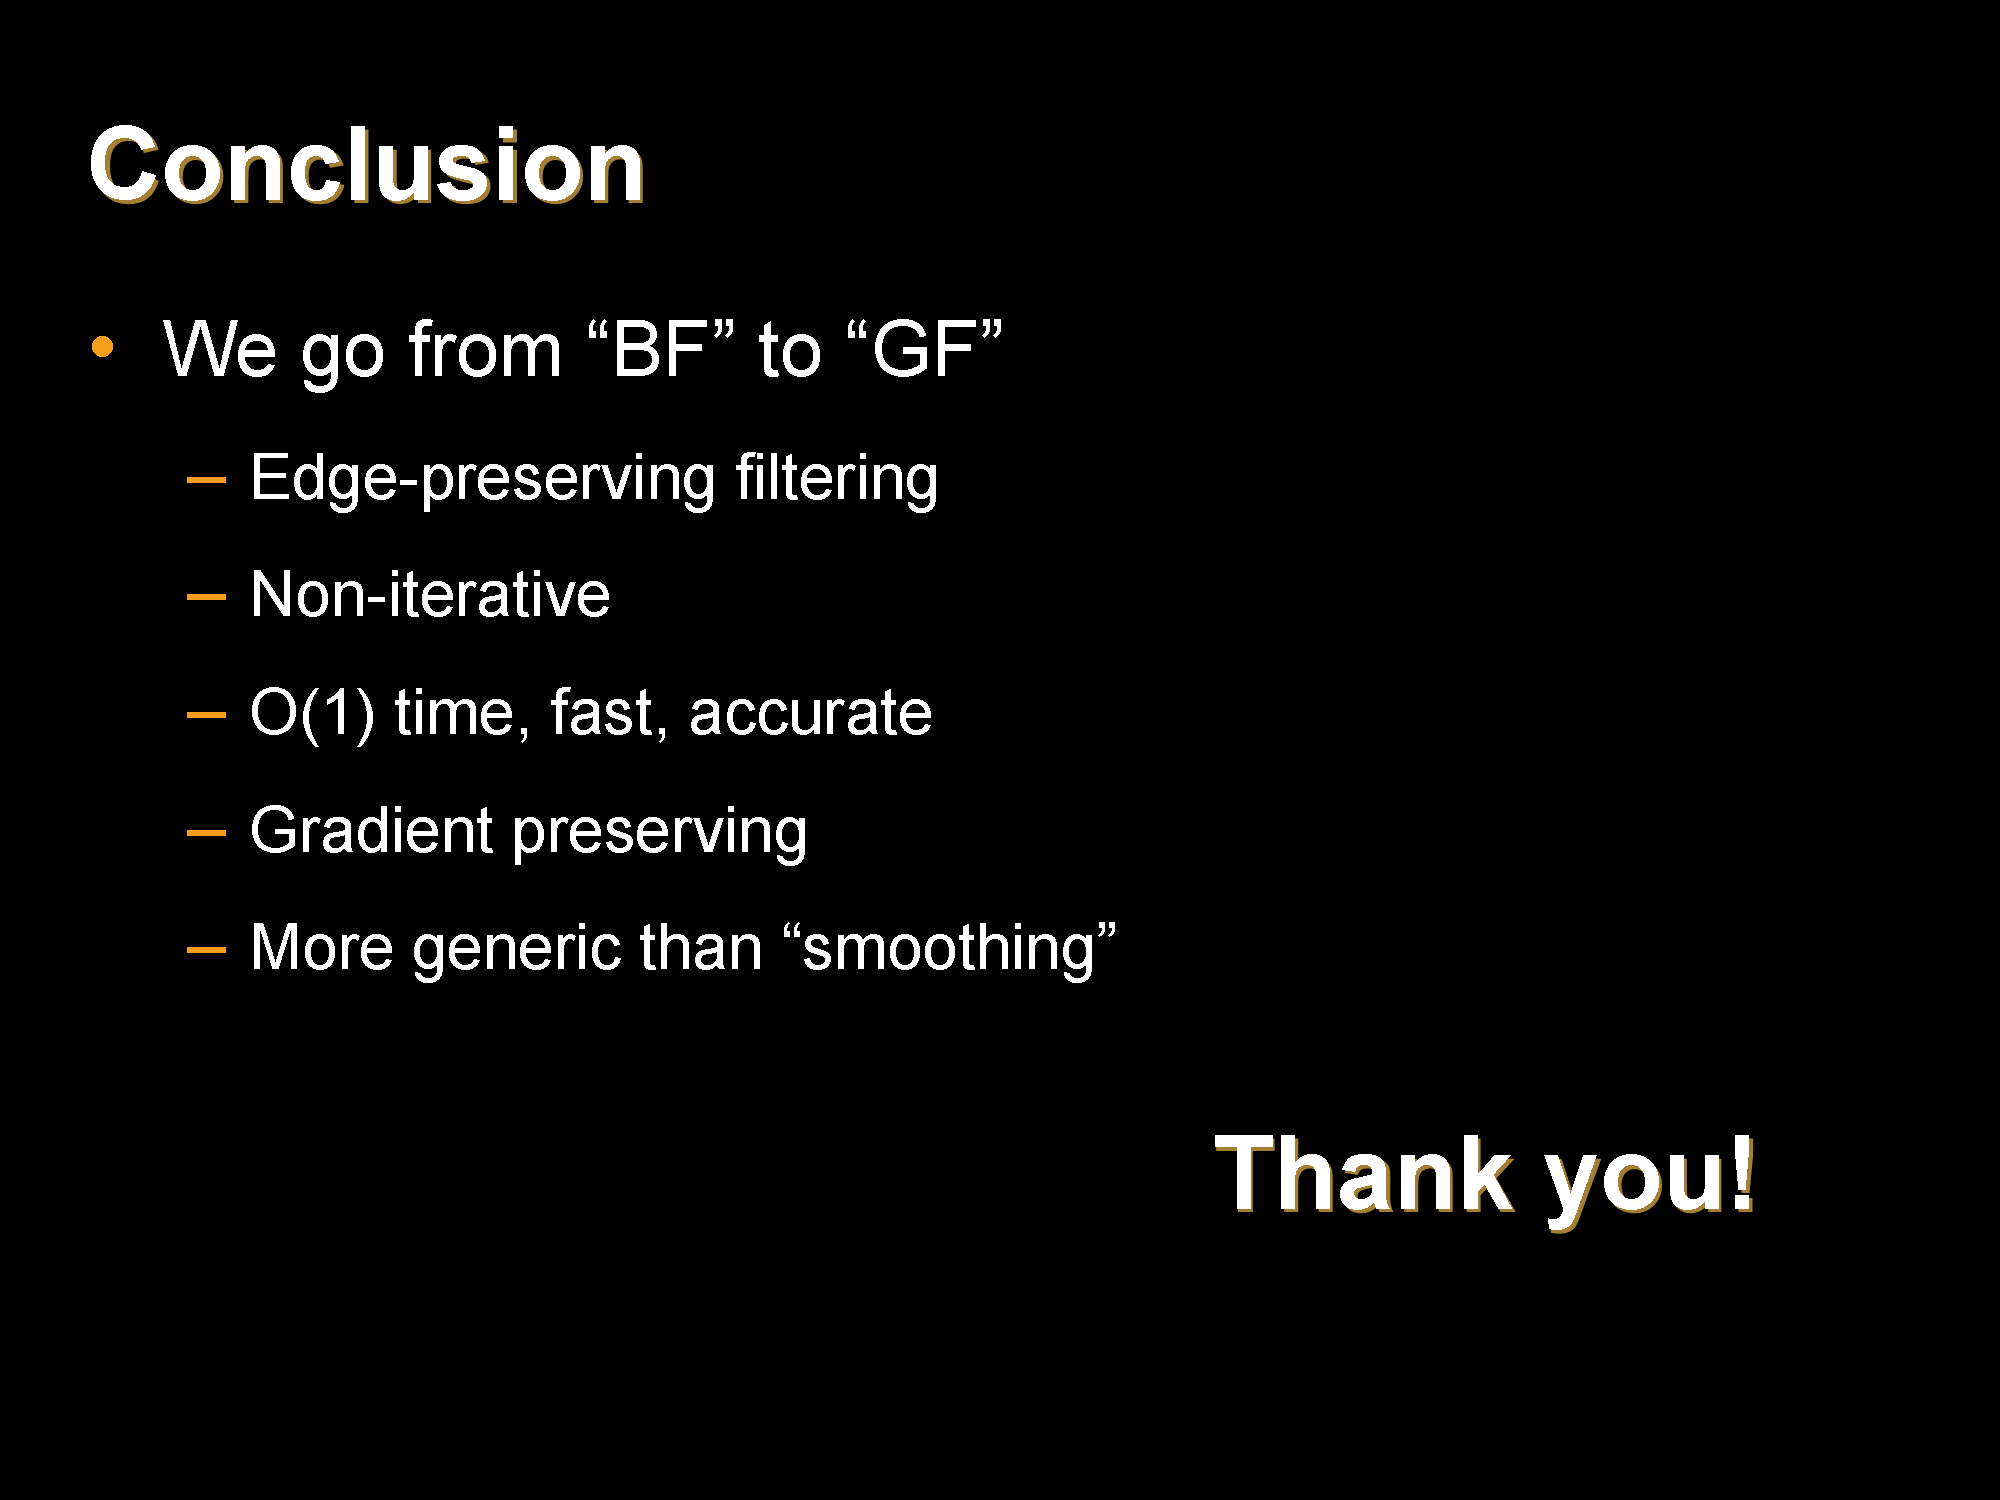 Conclusion
• We go from “BF” to “GF”
– Edge-preserving filtering
– Non-iterative
– O(1) time, fast, accurate
– Gradient preserving
– More generic than “smoothing”
Thank you!